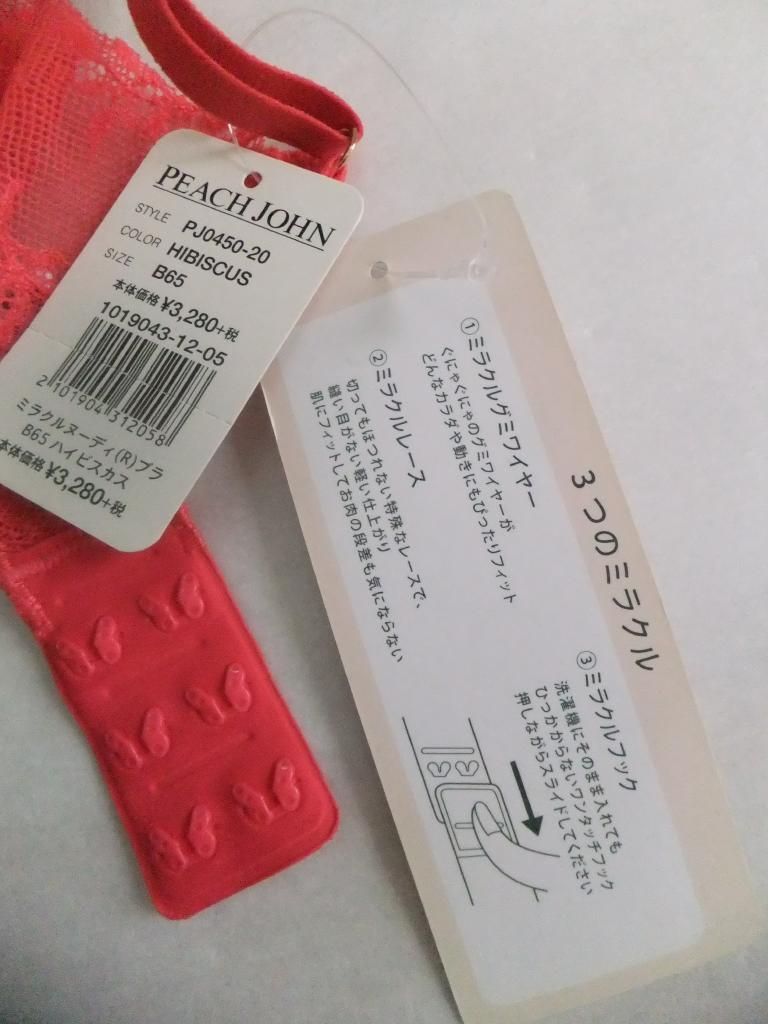 PEACH JOHN
STYLE PJ0450-20
COLOR HIBISCUS
SIZE B65
本体価格 ¥3,280+税
1019043-12-05
2 101904 312058
ミラクルヌーディ(R)ブラ
B65 ハイビスカス
本体価格 ¥3,280+税
3つのミラクル
①ミラクルグミワイヤー
ぐにゃぐにゃのグミワイヤーが
どんなカラダや動きにもぴったりフィット
②ミラクルレース
切ってもほつれない特殊なレースで、
縫い目がない軽い仕上がり
肌にフィットしてお肉の段差も気にならない
③ミラクルフック
洗濯機にそのまま入れても
ひっかからないワンタッチフック
押しながらスライドしてください